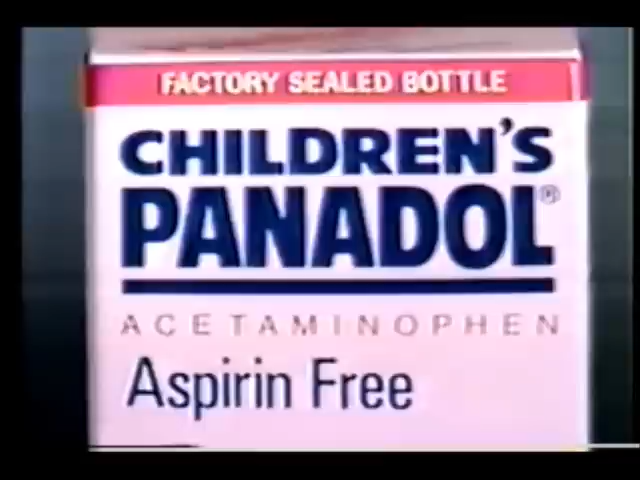 FACTORY SEALED BOTTLE
CHILDREN'S
PANADOL®
ACETAMINOPHEN
Aspirin Free